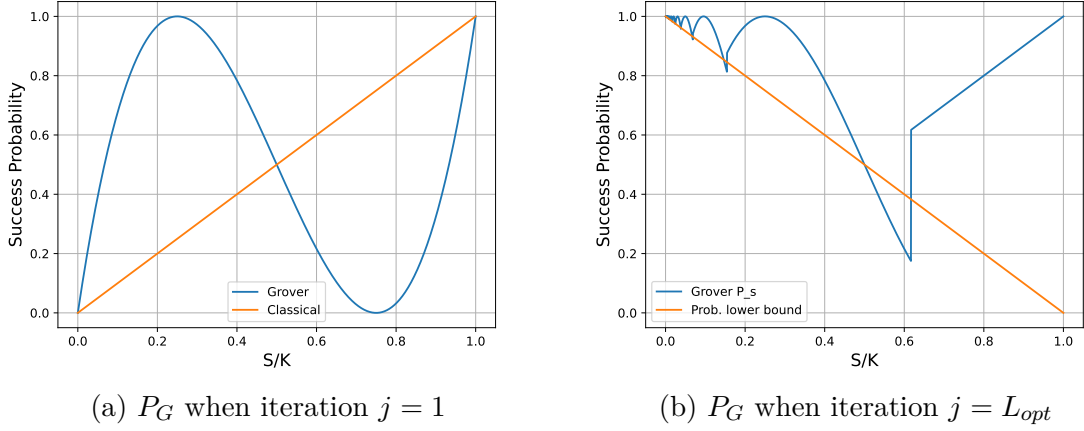 Success Probability
1.0
0.8
0.6
0.4
0.2
0.0
Grover
Classical
0.0 0.2 0.4 0.6 0.8 1.0
S/K
(a) P_G when iteration j = 1
Success Probability
1.0
0.8
0.6
0.4
0.2
0.0
Grover P_s
Prob. lower bound
0.0 0.2 0.4 0.6 0.8 1.0
S/K
(b) P_G when iteration j = L_{opt}